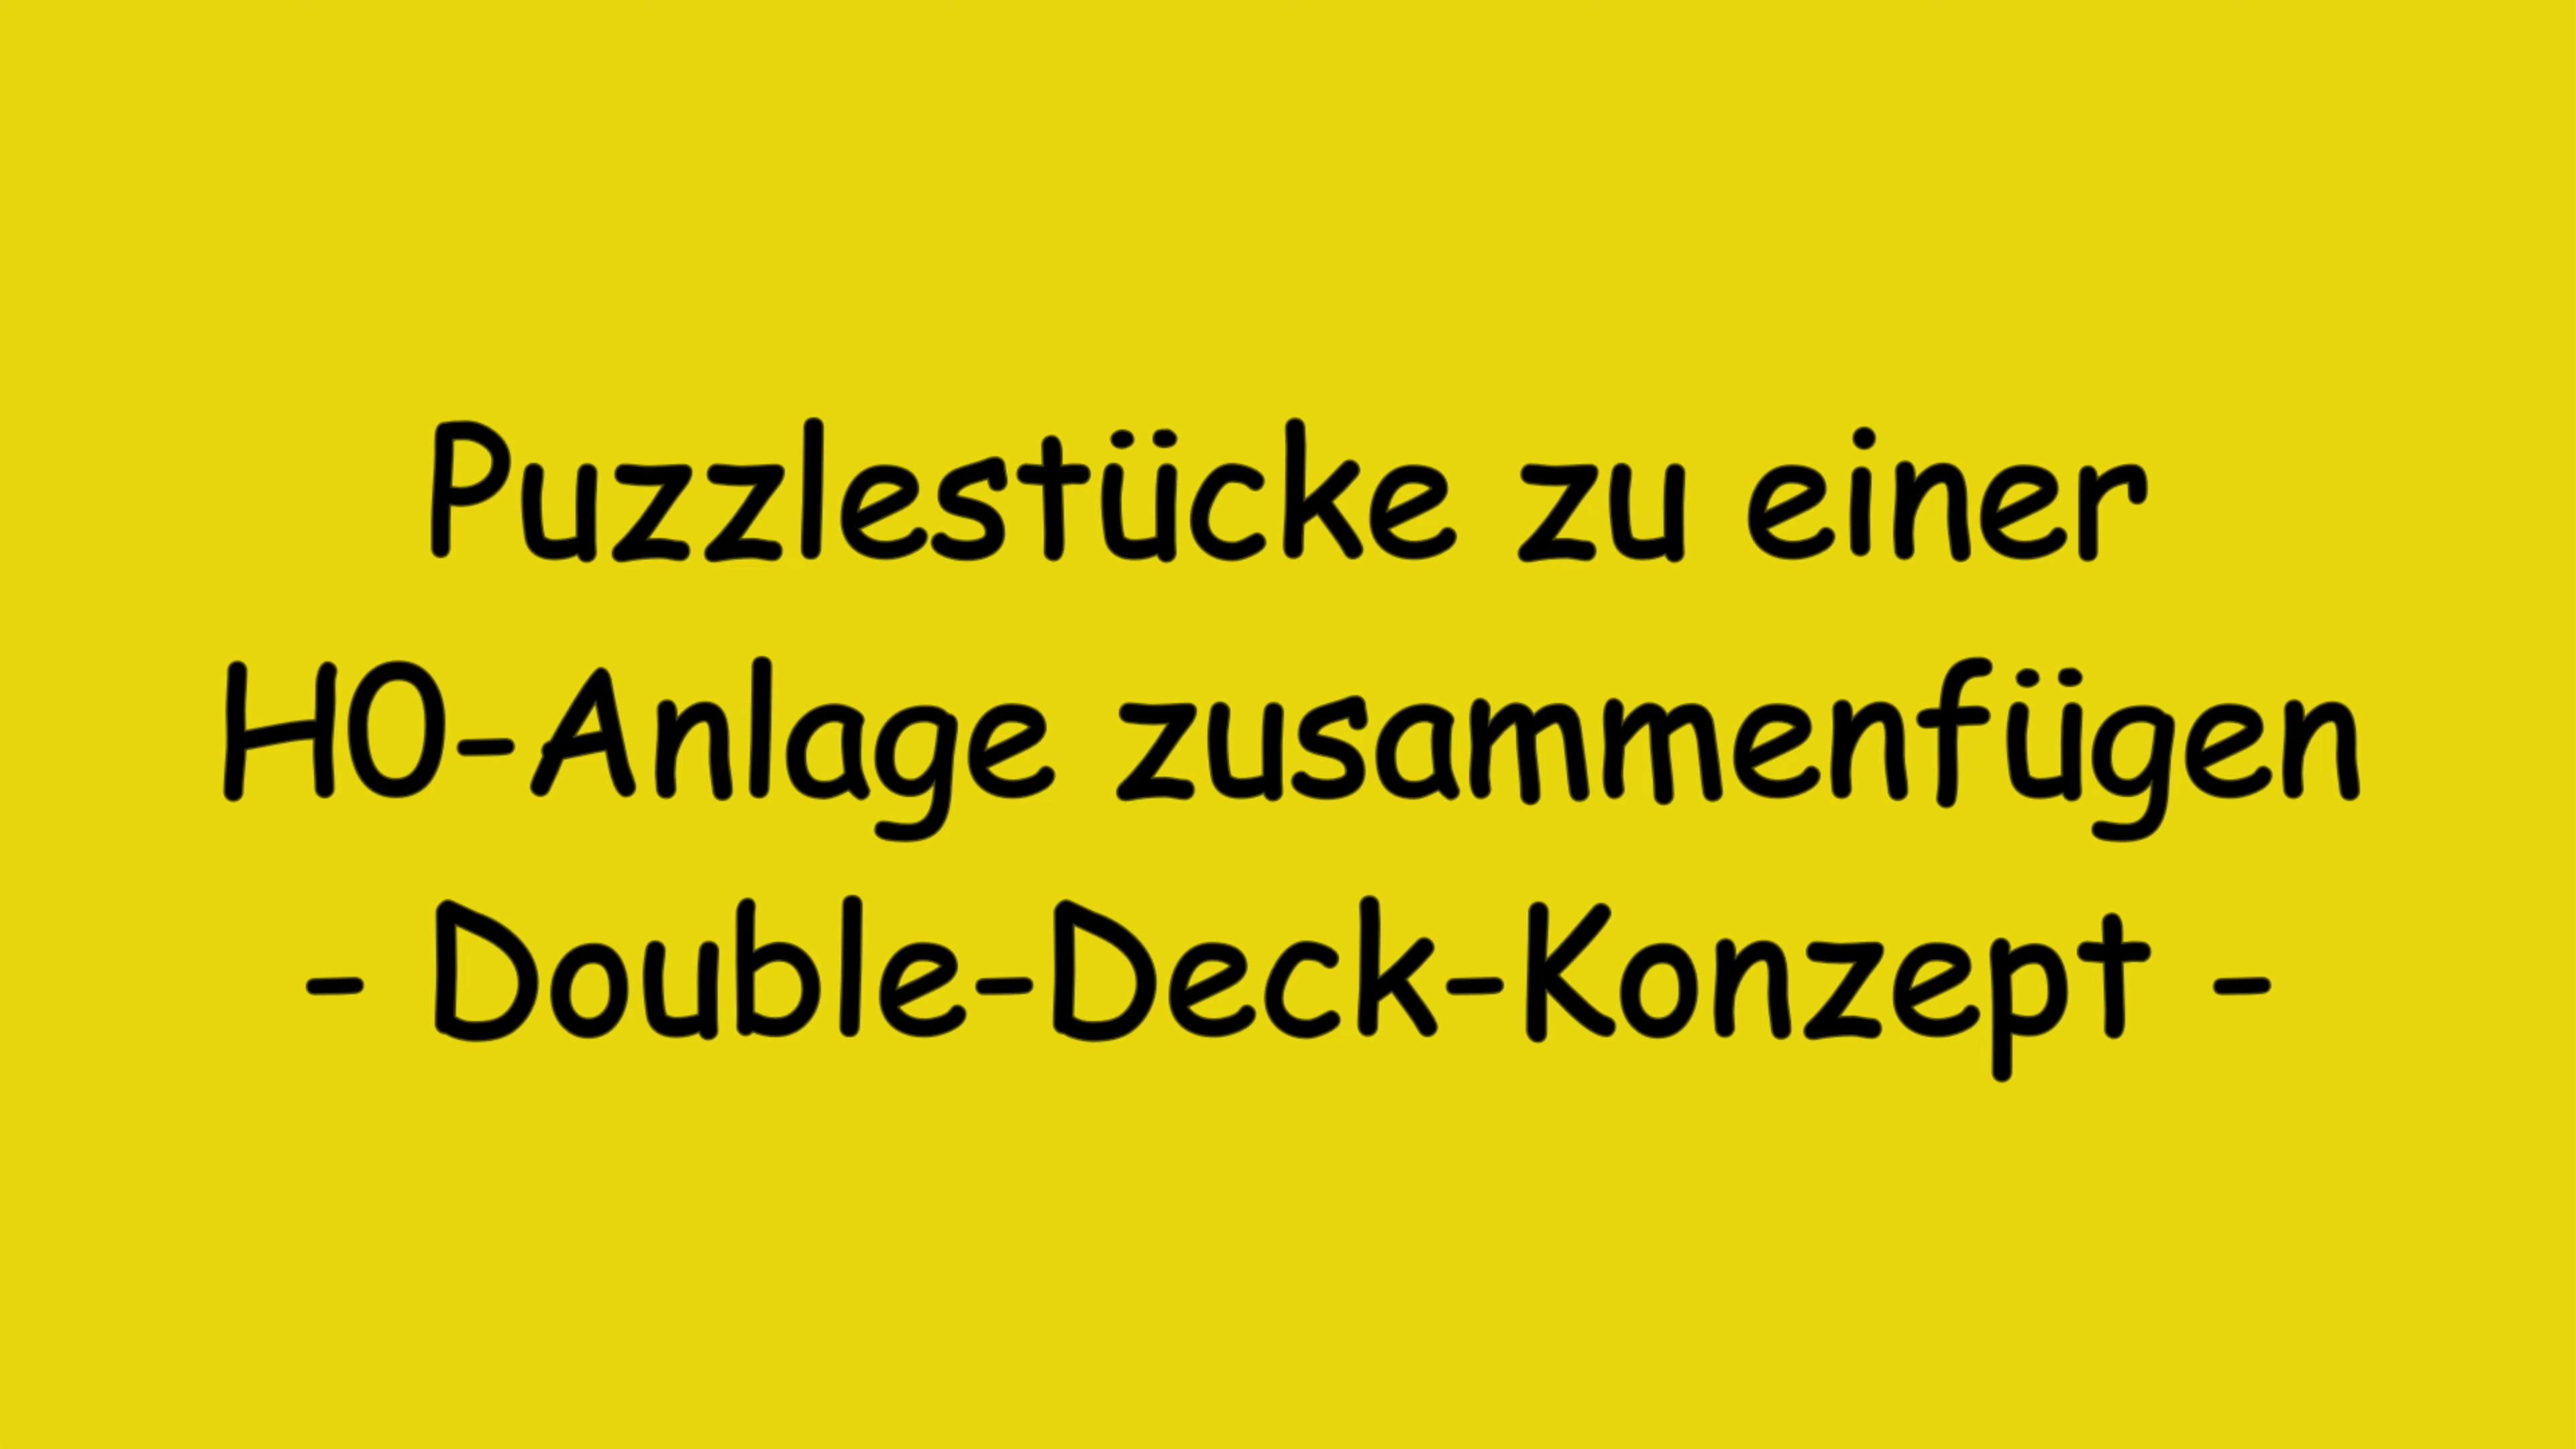 Puzzlestücke zu einer
H0-Anlage zusammenfügen
- Double-Deck-Konzept -